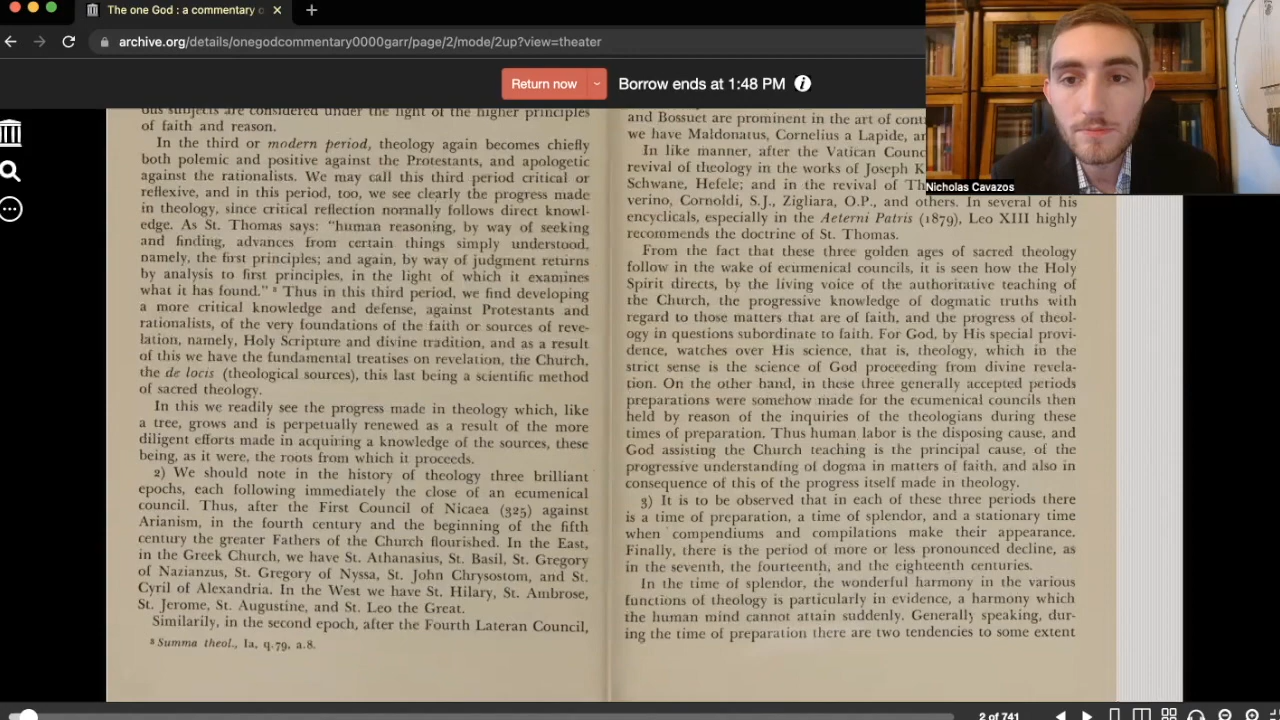 The one God : a commentary o
archive.org/details/onegodcommentary0000garr/page/2/mode/2up?view=theater
Return now
Borrow ends at 1:48 PM
Nicholas Cavazos
ous subjects are considered under the light of the higher principles
of faith and reason.
In the third or modern period, theology again becomes chiefly
both polemic and positive against the Protestants, and apologetic
against the rationalists. We may call this third period critical or
reflexive, and in this period, too, we see clearly the progress made
in theology, since critical reflection normally follows direct knowl-
edge. As St. Thomas says: "human reasoning, by way of seeking
and finding, advances from certain things simply understood,
namely, the first principles; and again, by way of judgment returns
by analysis to first principles, in the light of which it examines
what it has found." ² Thus in this third period, we find developing
a more critical knowledge and defense, against Protestants and
rationalists, of the very foundations of the faith or sources of reve-
lation, namely, Holy Scripture and divine tradition, and as a result
of this we have the fundamental treatises on revelation, the Church,
the de locis (theological sources), this last being a scientific method
of sacred theology.
In this we readily see the progress made in theology which, like
a tree, grows and is perpetually renewed as a result of the more
diligent efforts made in acquiring a knowledge of the sources, these
being, as it were, the roots from which it proceeds.
2) We should note in the history of theology three brilliant
epochs, each following immediately the close of an ecumenical
council. Thus, after the First Council of Nicaea (325) against
Arianism, in the fourth century and the beginning of the fifth
century the greater Fathers of the Church flourished. In the East,
in the Greek Church, we have St. Athanasius, St. Basil, St. Gregory
of Nazianzus, St. Gregory of Nyssa, St. John Chrysostom, and St.
Cyril of Alexandria. In the West we have St. Hilary, St. Ambrose,
St. Jerome, St. Augustine, and St. Leo the Great.
Similarily, in the second epoch, after the Fourth Lateran Council,
² Summa theol., Ia, q.79, a.8.
and Bossuet are prominent in the art of cont
we have Maldonatus, Cornelius a Lapide, a
In like manner, after the Vatican Counc
revival of theology in the works of Joseph K
Schwane, Hefele; and in the revival of Th
verino, Cornoldi, S.J., Zigliara, O.P., and others. In several of his
encyclicals, especially in the Aeterni Patris (1879), Leo XIII highly
recommends the doctrine of St. Thomas.
From the fact that these three golden ages of sacred theology
follow in the wake of ecumenical councils, it is seen how the Holy
Spirit directs, by the living voice of the authoritative teaching of
the Church, the progressive knowledge of dogmatic truths with
regard to those matters that are of faith, and the progress of theol-
ogy in questions subordinate to faith. For God, by His special provi-
dence, watches over His science, that is, theology, which in the
strict sense is the science of God proceeding from divine revela-
tion. On the other hand, in these three generally accepted periods
preparations were somehow made for the ecumenical councils then
held by reason of the inquiries of the theologians during these
times of preparation. Thus human labor is the disposing cause, and
God assisting the Church teaching is the principal cause, of the
progressive understanding of dogma in matters of faith, and also in
consequence of this of the progress itself made in theology.
3) It is to be observed that in each of these three periods there
is a time of preparation, a time of splendor, and a stationary time
when compendiums and compilations make their appearance.
Finally, there is the period of more or less pronounced decline, as
in the seventh, the fourteenth, and the eighteenth centuries.
In the time of splendor, the wonderful harmony in the various
functions of theology is particularly in evidence, a harmony which
the human mind cannot attain suddenly. Generally speaking, dur-
ing the time of preparation there are two tendencies to some extent
2 of 741